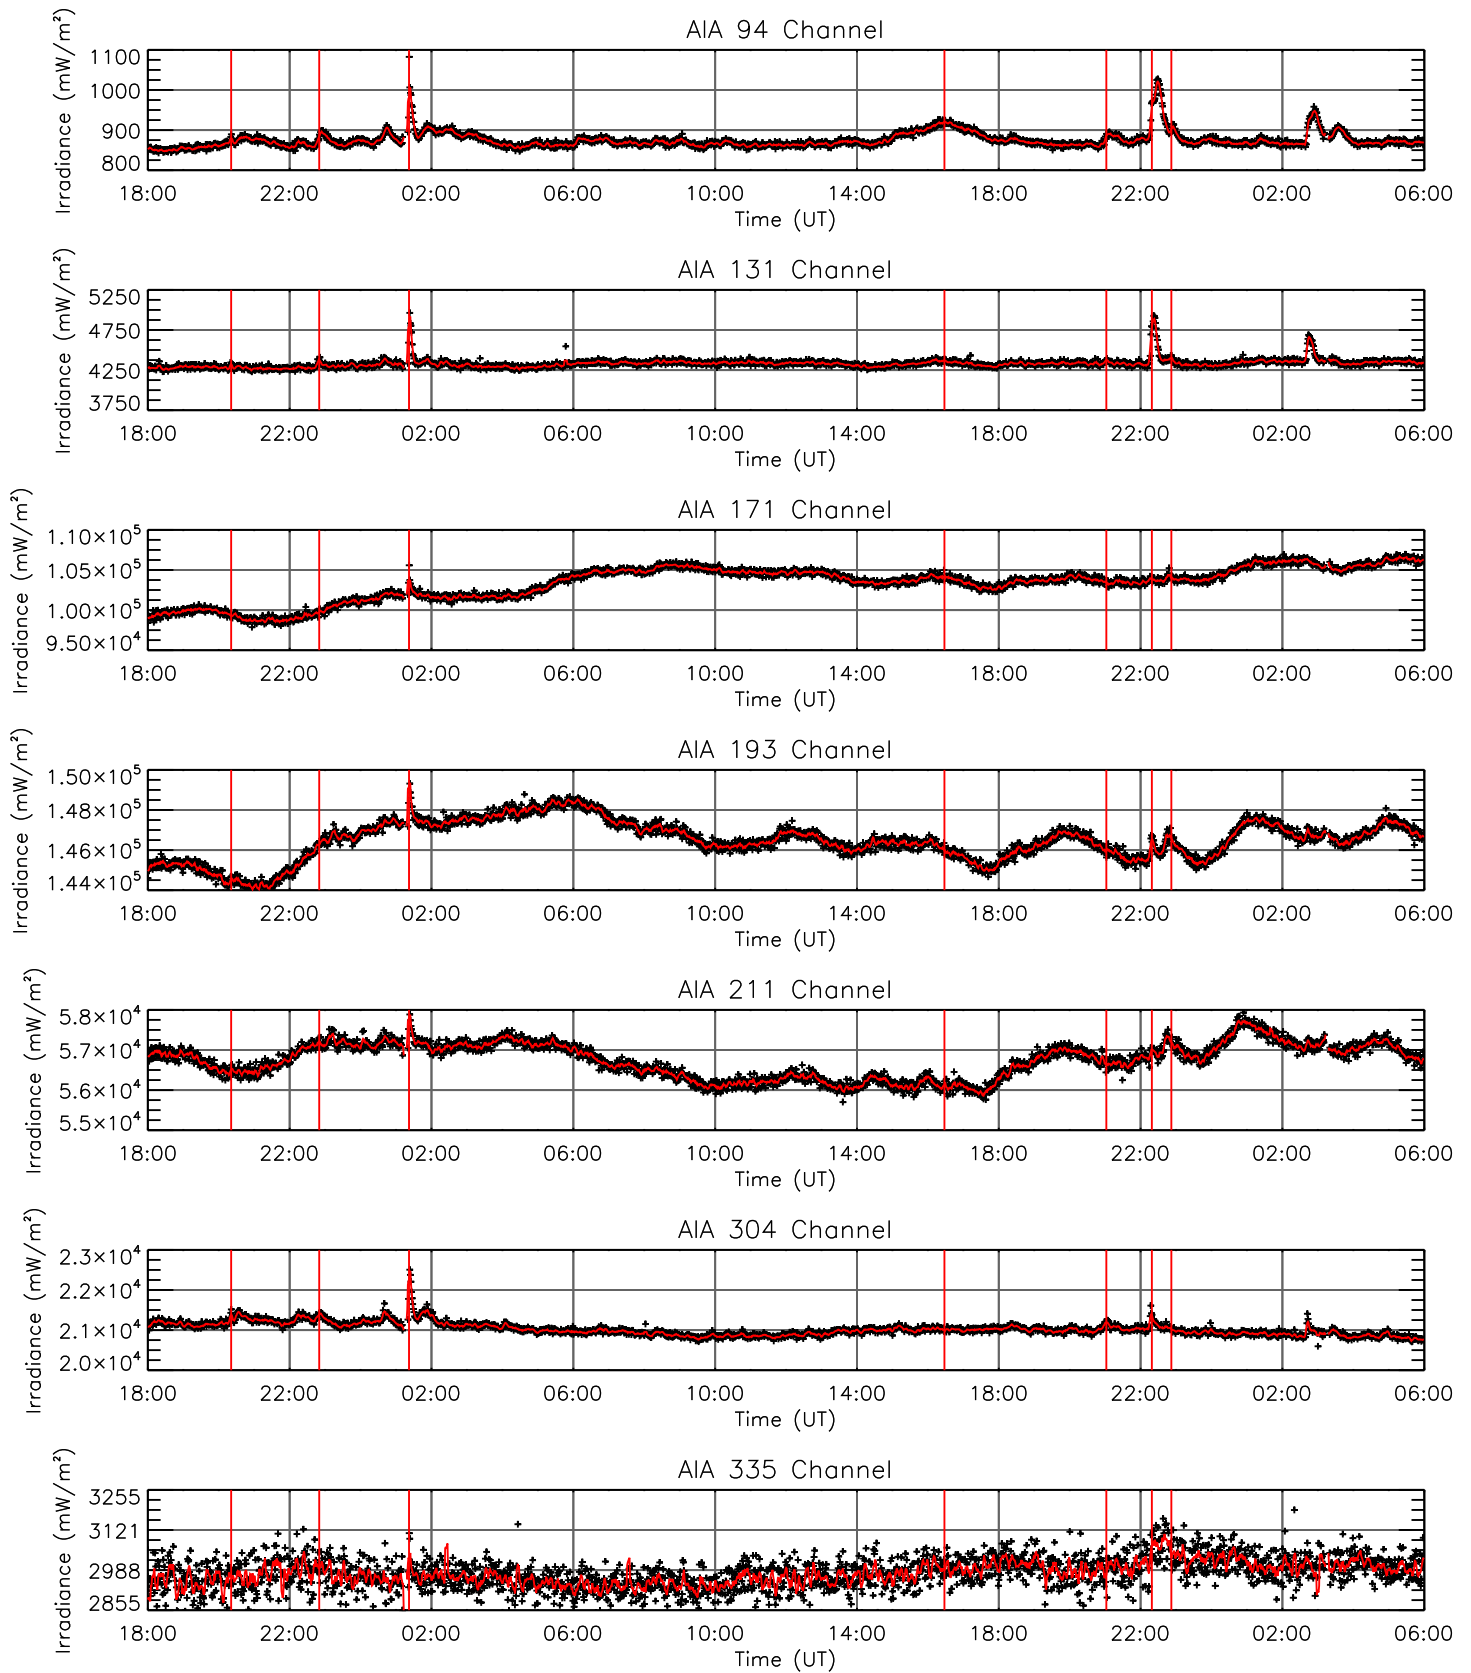 AIA 94 Channel
Irradiance (mW/m²)
1100
1000
900
800
18:00 22:00 02:00 06:00 10:00 14:00 18:00 22:00 02:00 06:00
Time (UT)
AIA 131 Channel
Irradiance (mW/m²)
5250
4750
4250
3750
18:00 22:00 02:00 06:00 10:00 14:00 18:00 22:00 02:00 06:00
Time (UT)
AIA 171 Channel
Irradiance (mW/m²)
1.10×10⁵
1.05×10⁵
1.00×10⁵
9.50×10⁴
18:00 22:00 02:00 06:00 10:00 14:00 18:00 22:00 02:00 06:00
Time (UT)
AIA 193 Channel
Irradiance (mW/m²)
1.50×10⁵
1.48×10⁵
1.46×10⁵
1.44×10⁵
18:00 22:00 02:00 06:00 10:00 14:00 18:00 22:00 02:00 06:00
Time (UT)
AIA 211 Channel
Irradiance (mW/m²)
5.8×10⁴
5.7×10⁴
5.6×10⁴
5.5×10⁴
18:00 22:00 02:00 06:00 10:00 14:00 18:00 22:00 02:00 06:00
Time (UT)
AIA 304 Channel
Irradiance (mW/m²)
2.3×10⁴
2.2×10⁴
2.1×10⁴
2.0×10⁴
18:00 22:00 02:00 06:00 10:00 14:00 18:00 22:00 02:00 06:00
Time (UT)
AIA 335 Channel
Irradiance (mW/m²)
3255
3121
2988
2855
18:00 22:00 02:00 06:00 10:00 14:00 18:00 22:00 02:00 06:00
Time (UT)